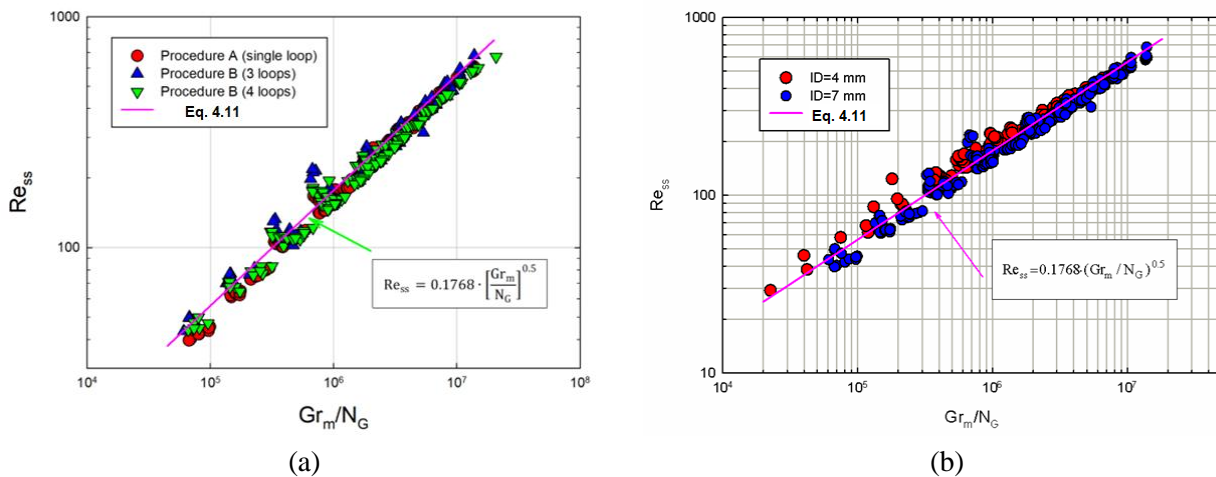 1000
100
Re_ss
Procedure A (single loop)
Procedure B (3 loops)
Procedure B (4 loops)
Eq. 4.11
Re_ss = 0.1768 · [Gr_m/N_G]^0.5
10^4 10^5 10^6 10^7 10^8
Gr_m/N_G
(a)
1000
100
10
Re_ss
ID=4 mm
ID=7 mm
Eq. 4.11
Re_ss=0.1768·(Gr_m/N_G)^0.5
10^4 10^5 10^6 10^7
Gr_m/N_G
(b)